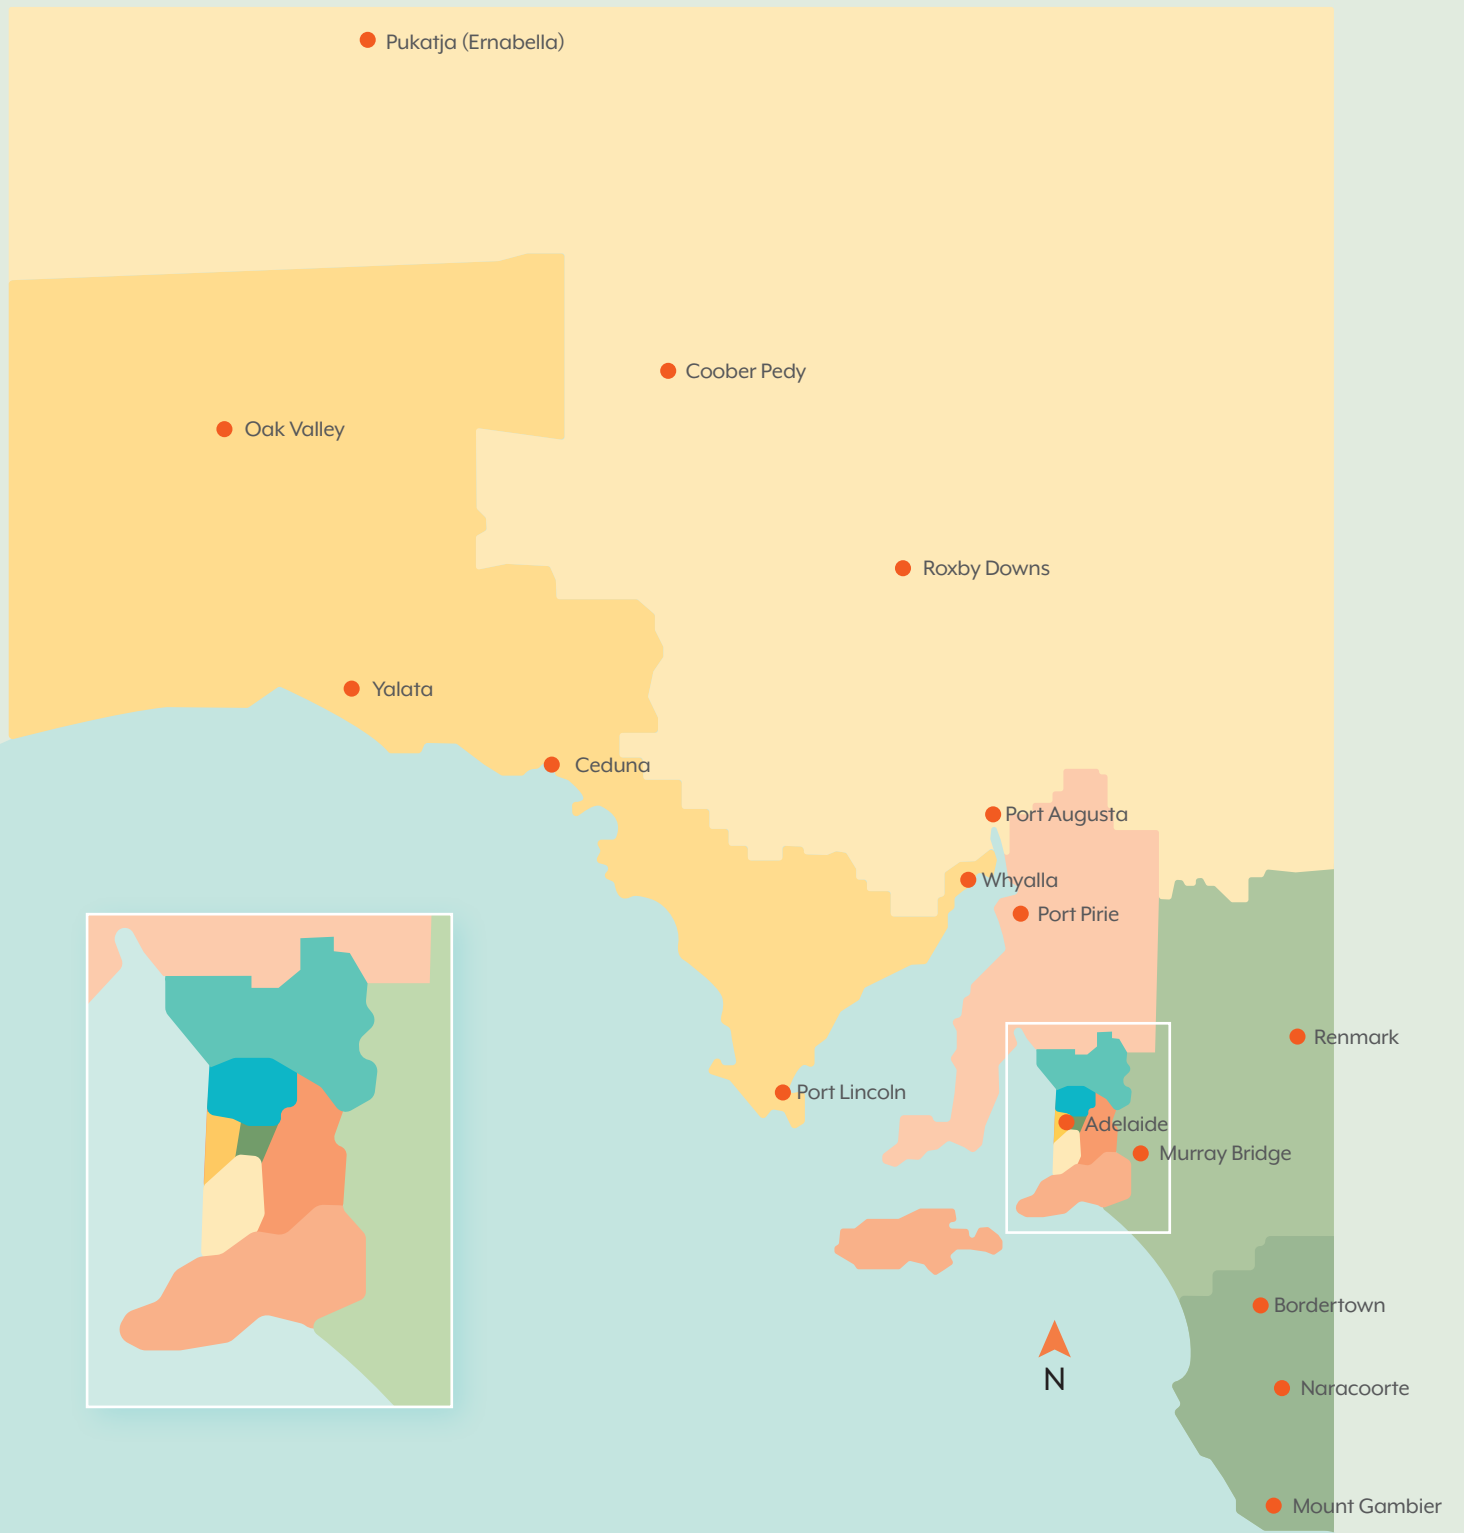 Pukatja (Ernabella)
Coober Pedy
Oak Valley
Roxby Downs
Yalata
Ceduna
Port Augusta
Whyalla
Port Pirie
Renmark
Port Lincoln
Adelaide
Murray Bridge
Bordertown
N
Naracoorte
Mount Gambier